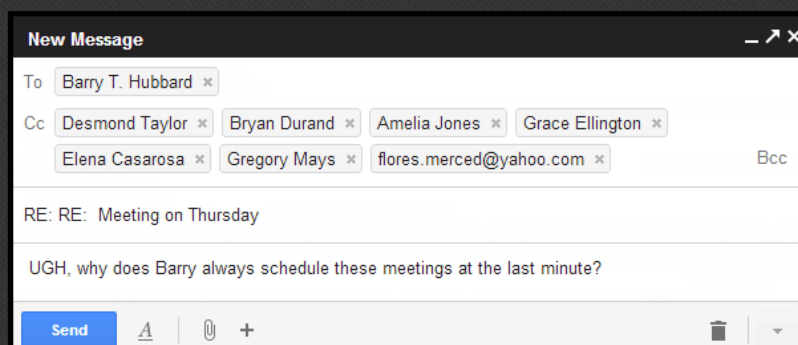 New Message
To Barry T. Hubbard ×
Cc Desmond Taylor × Bryan Durand × Amelia Jones × Grace Ellington ×
Elena Casarosa × Gregory Mays × flores.merced@yahoo.com × Bcc
RE: RE:  Meeting on Thursday
UGH, why does Barry always schedule these meetings at the last minute?
Send A